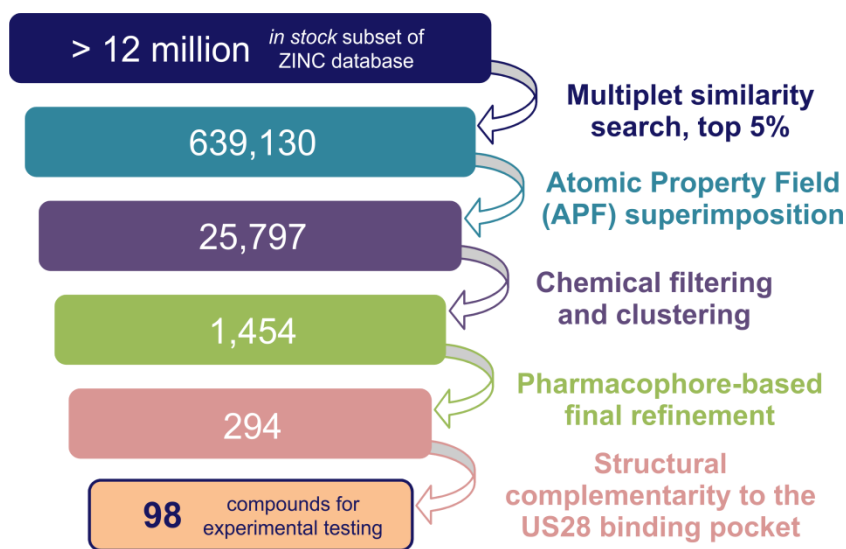 > 12 million in stock subset of
ZINC database
Multiplet similarity
search, top 5%
639,130
Atomic Property Field
(APF) superimposition
25,797
Chemical filtering
and clustering
1,454
Pharmacophore-based
final refinement
294
Structural
complementarity to the
US28 binding pocket
98 compounds for
experimental testing